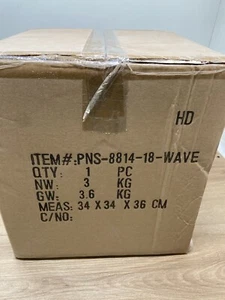 HD
ITEM#:PNS-8814-18-WAVE
QTY: 1 PC
NW: 3 KG
GW: 3.6 KG
MEAS: 34 X 34 X 36 CM
C/NO: